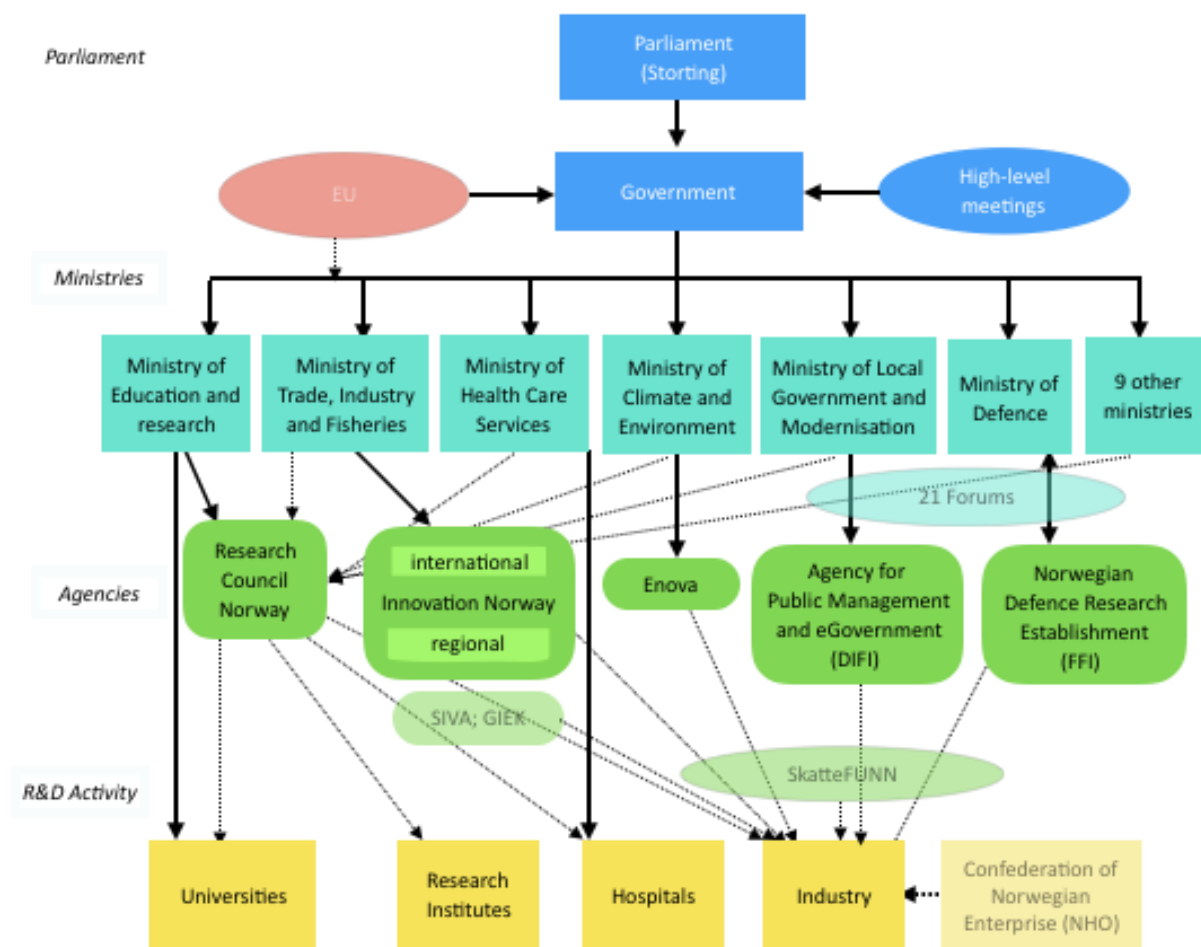 Parliament
Parliament
(Storting)
EU
Government
High-level
meetings
Ministries
Ministry of
Education and
research
Ministry of
Trade, Industry
and Fisheries
Ministry of
Health Care
Services
Ministry of
Climate and
Environment
Ministry of Local
Government and
Modernisation
Ministry of
Defence
9 other
ministries
21 Forums
Agencies
Research
Council
Norway
international
Innovation Norway
regional
Enova
Agency for
Public Management
and eGovernment
(DIFI)
Norwegian
Defence Research
Establishment
(FFI)
SIVA; GIEK
SkatteFUNN
R&D Activity
Universities
Research
Institutes
Hospitals
Industry
Confederation of
Norwegian
Enterprise (NHO)